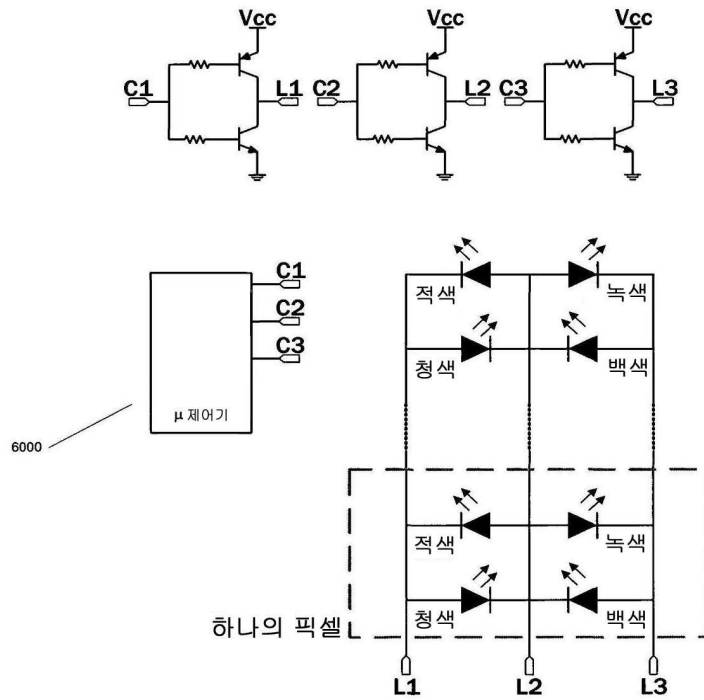 Vcc Vcc Vcc
C1 L1 C2 L2 C3 L3
C1
C2
C3
μ 제어기
6000
적색 녹색
청색 백색
적색 녹색
청색 백색
하나의 픽셀
L1 L2 L3